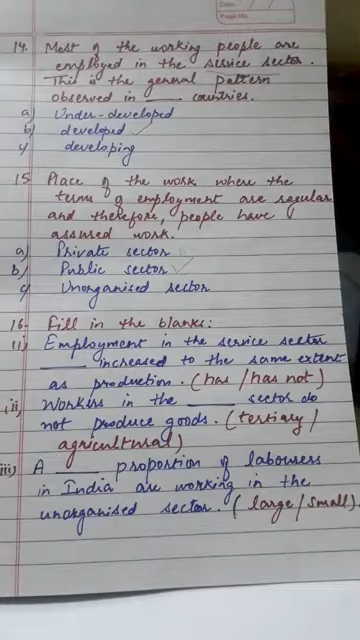 Date / /
Page No.
14. Most of the working people are
employed in the service sector.
This is the general pattern
observed in ____ countries.
a) Under-developed
b) developed ✓
c) developing
15. Place of the work where the
terms of employment are regular
and therefore, people have
assured work.
a) Private sector
b) Public sector ✓
c) Unorganised sector
16. Fill in the blanks:
(i) Employment in the service sector
____ increased to the same extent
as production. (has/has not)
(ii) Workers in the ____ sector do
not produce goods. (tertiary/
agricultural)
iii) A ____ proportion of labourers
in India are working in the
unorganised sector. (large/small).